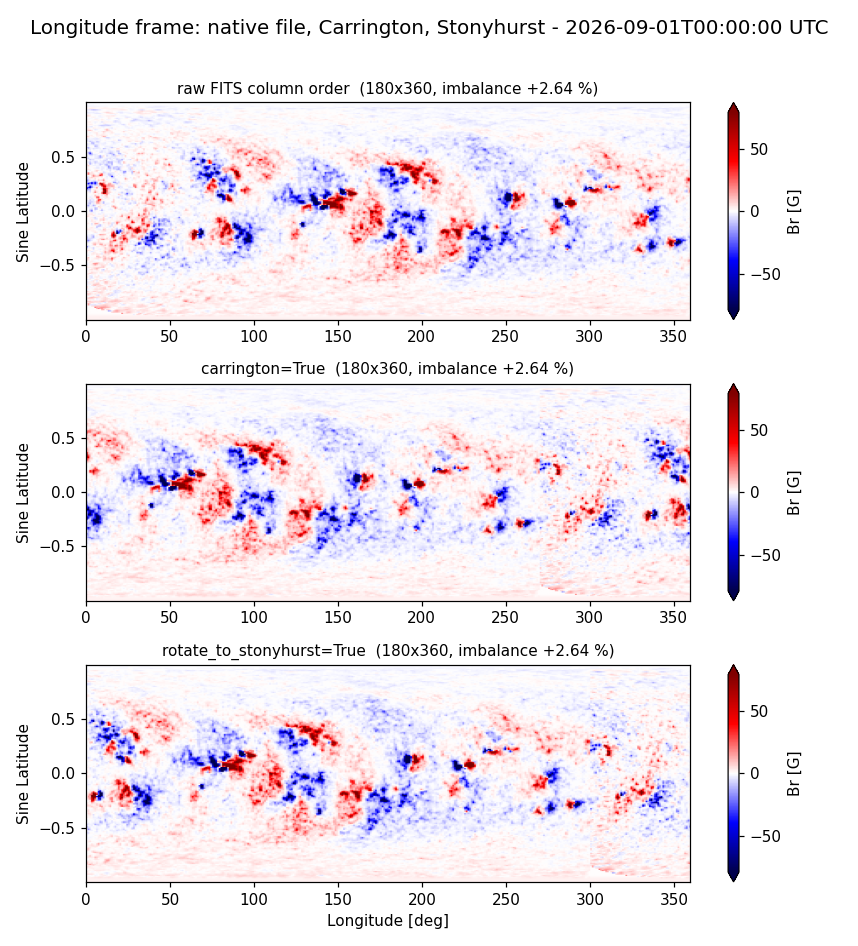 Longitude frame: native file, Carrington, Stonyhurst - 2026-09-01T00:00:00 UTC
raw FITS column order (180x360, imbalance +2.64 %)
Sine Latitude
0.5
0.0
−0.5
0 50 100 150 200 250 300 350
50
0
−50
Br [G]
carrington=True (180x360, imbalance +2.64 %)
Sine Latitude
0.5
0.0
−0.5
0 50 100 150 200 250 300 350
50
0
−50
Br [G]
rotate_to_stonyhurst=True (180x360, imbalance +2.64 %)
Sine Latitude
0.5
0.0
−0.5
0 50 100 150 200 250 300 350
Longitude [deg]
50
0
−50
Br [G]